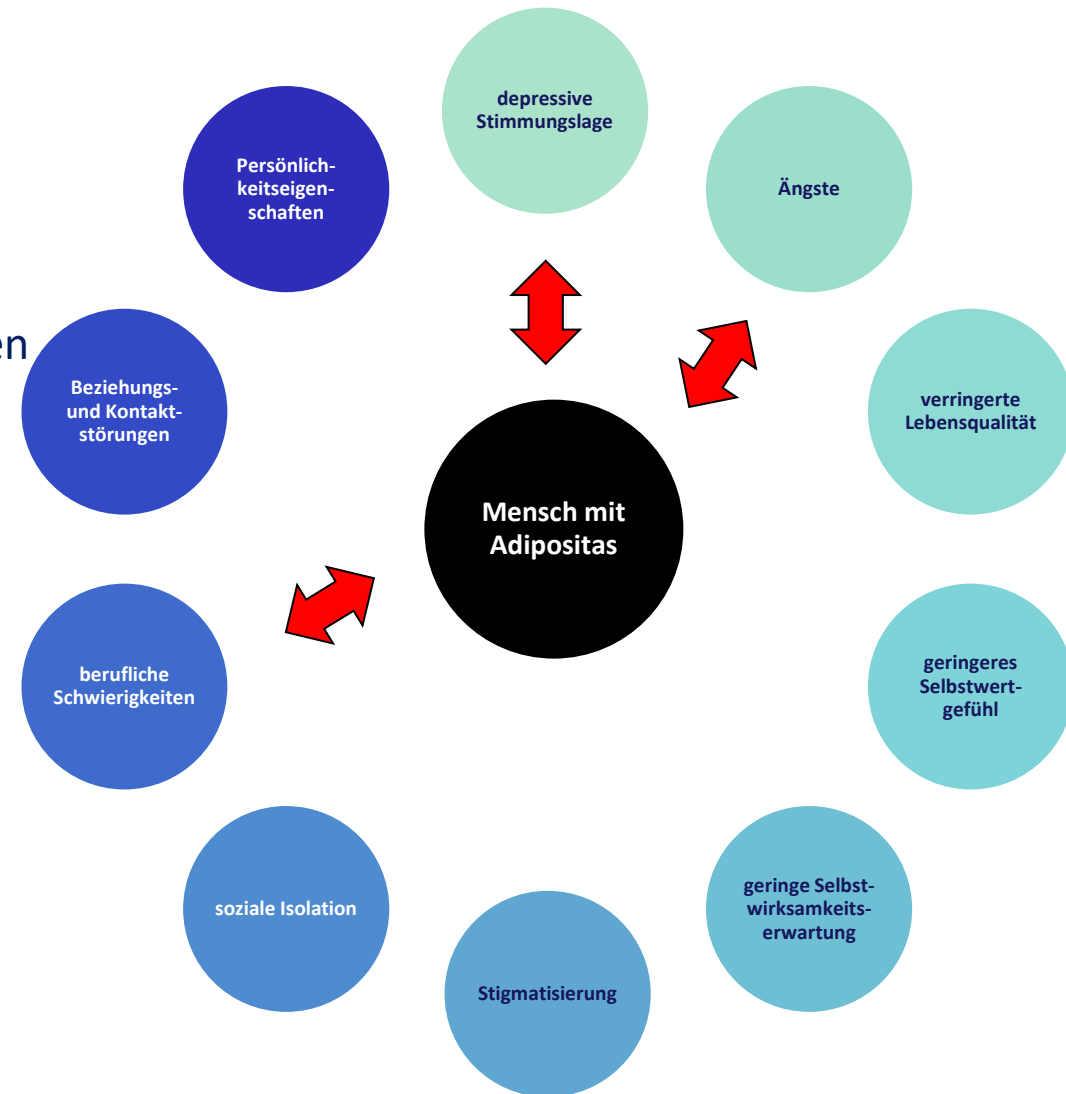 depressive
Stimmungslage
Persönlich-
keitseigen-
schaften
Ängste
en
Beziehungs-
und Kontakt-
störungen
verringerte
Lebensqualität
Mensch mit
Adipositas
berufliche
Schwierigkeiten
geringeres
Selbstwert-
gefühl
soziale Isolation
geringe Selbst-
wirksamkeits-
erwartung
Stigmatisierung